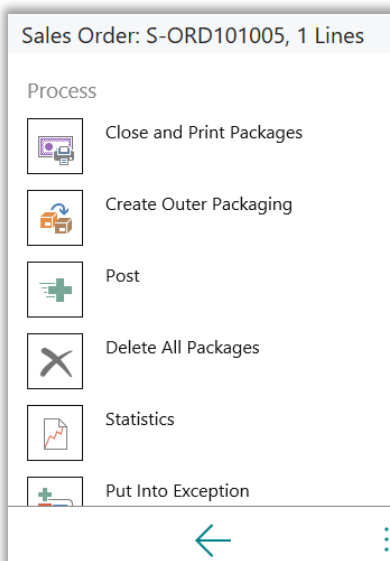 Sales Order: S-ORD101005, 1 Lines
Process
Close and Print Packages
Create Outer Packaging
Post
Delete All Packages
Statistics
Put Into Exception